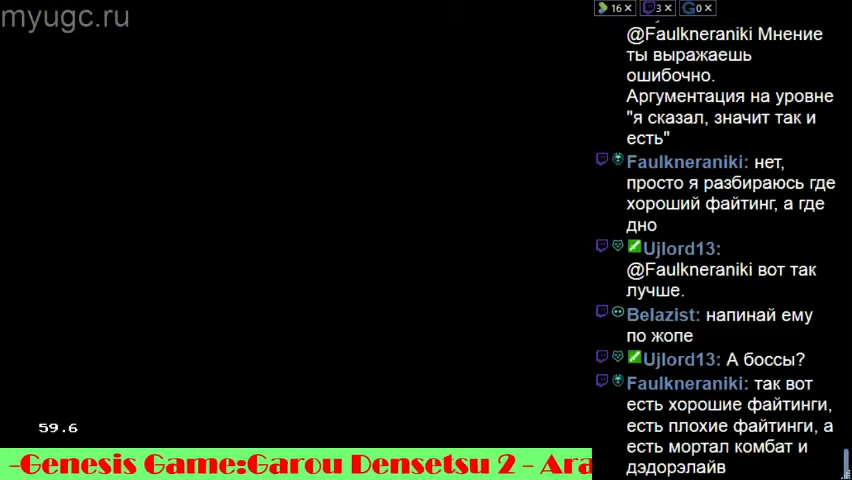 myugc.ru
16 × 3 × 0 ×
@Faulkneraniki Мнение
ты выражаешь
ошибочно.
Аргументация на уровне
"я сказал, значит так и
есть"
Faulkneraniki: нет,
просто я разбираюсь где
хороший файтинг, а где
дно
Ujlord13:
@Faulkneraniki вот так
лучше.
Belazist: напинай ему
по жопе
Ujlord13: А боссы?
Faulkneraniki: так вот
есть хорошие файтинги,
есть плохие файтинги, а
есть мортал комбат и
дэдорэлайв
59.6
-Genesis Game:Garou Densetsu 2 - Ara